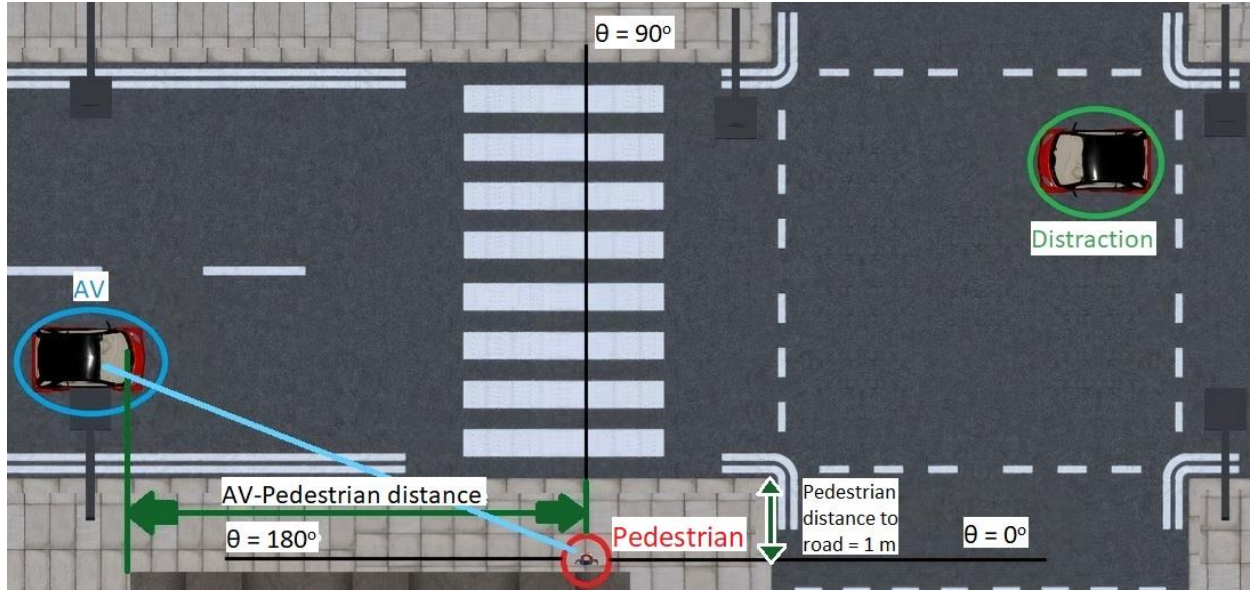 θ = 90°
AV
Distraction
AV-Pedestrian distance
Pedestrian
distance to
road = 1 m
θ = 180°
Pedestrian
θ = 0°